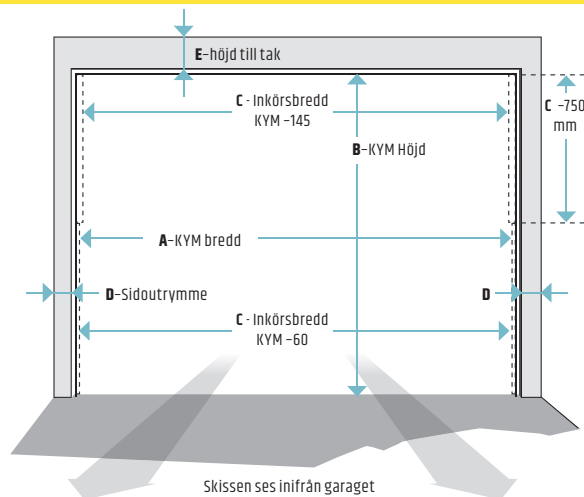 E–höjd till tak
C - Inkörsbredd
KYM –145
C –750
mm
B–KYM Höjd
A–KYM bredd
D–Sidoutrymme
D
C - Inkörsbredd
KYM –60
Skissen ses inifrån garaget